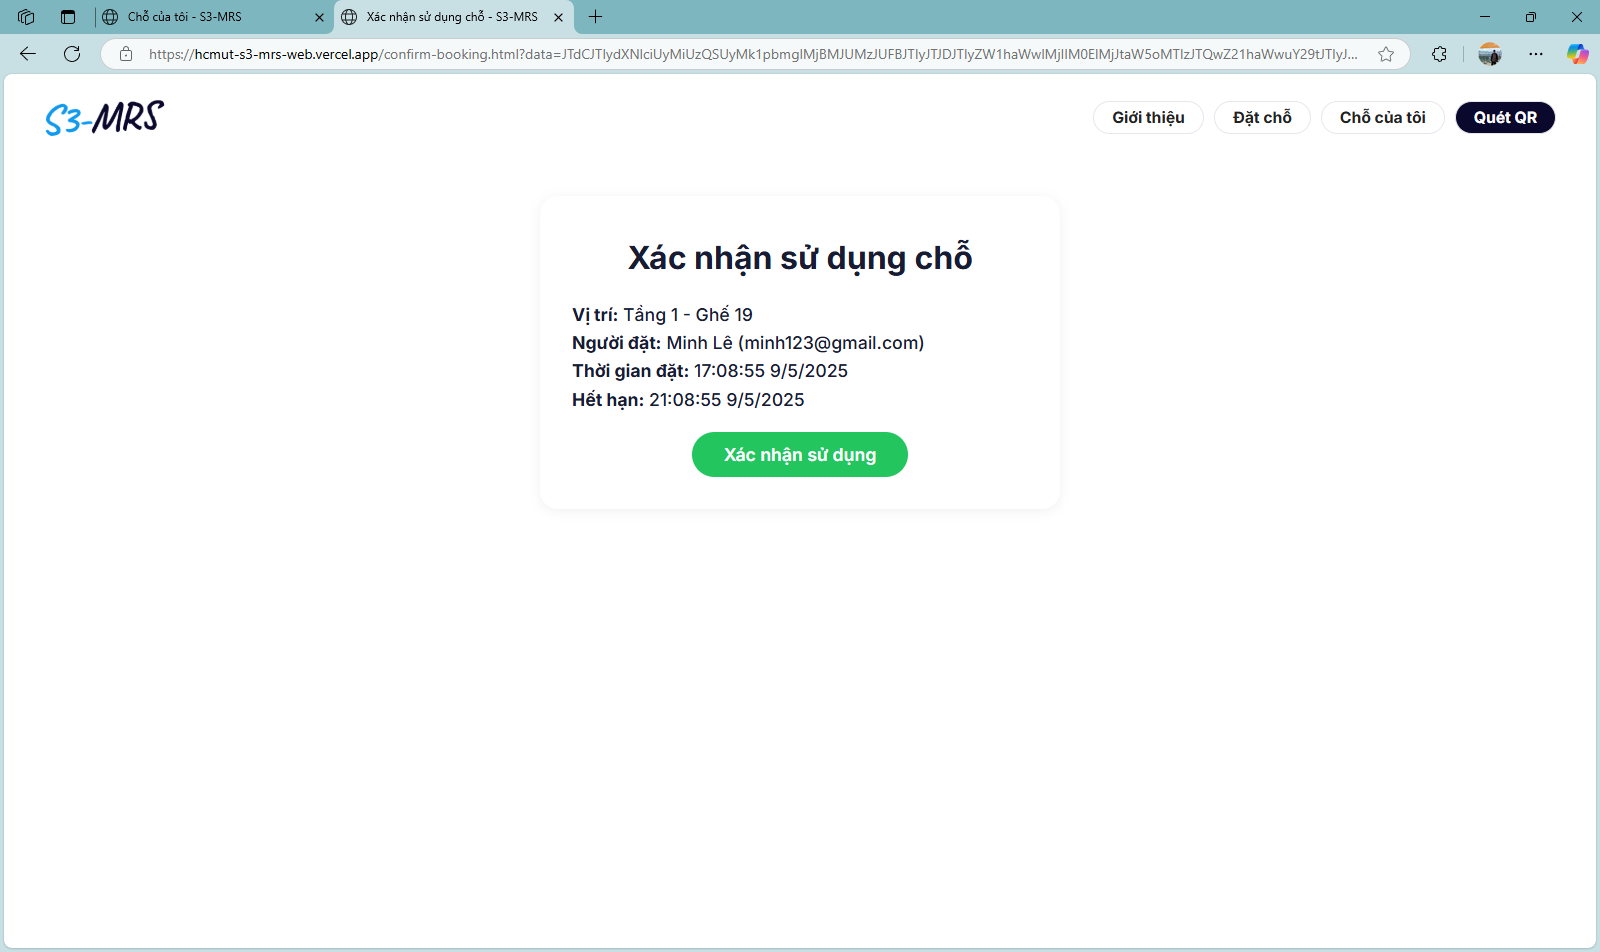 Chỗ của tôi - S3-MRS
Xác nhận sử dụng chỗ - S3-MRS
https://hcmut-s3-mrs-web.vercel.app/confirm-booking.html?data=JTdCJTIydXNlciUyMiUzQSUyMk1pbmglMjBMJUMzJUFBJTIyJTJDJTIyZW1haWwlMjIlM0ElMjJtaW5oMTIzJTQwZ21haWwuY29tJTIyJ...
S3-MRS
Giới thiệu
Đặt chỗ
Chỗ của tôi
Quét QR
Xác nhận sử dụng chỗ
Vị trí: Tầng 1 - Ghế 19
Người đặt: Minh Lê (minh123@gmail.com)
Thời gian đặt: 17:08:55 9/5/2025
Hết hạn: 21:08:55 9/5/2025
Xác nhận sử dụng